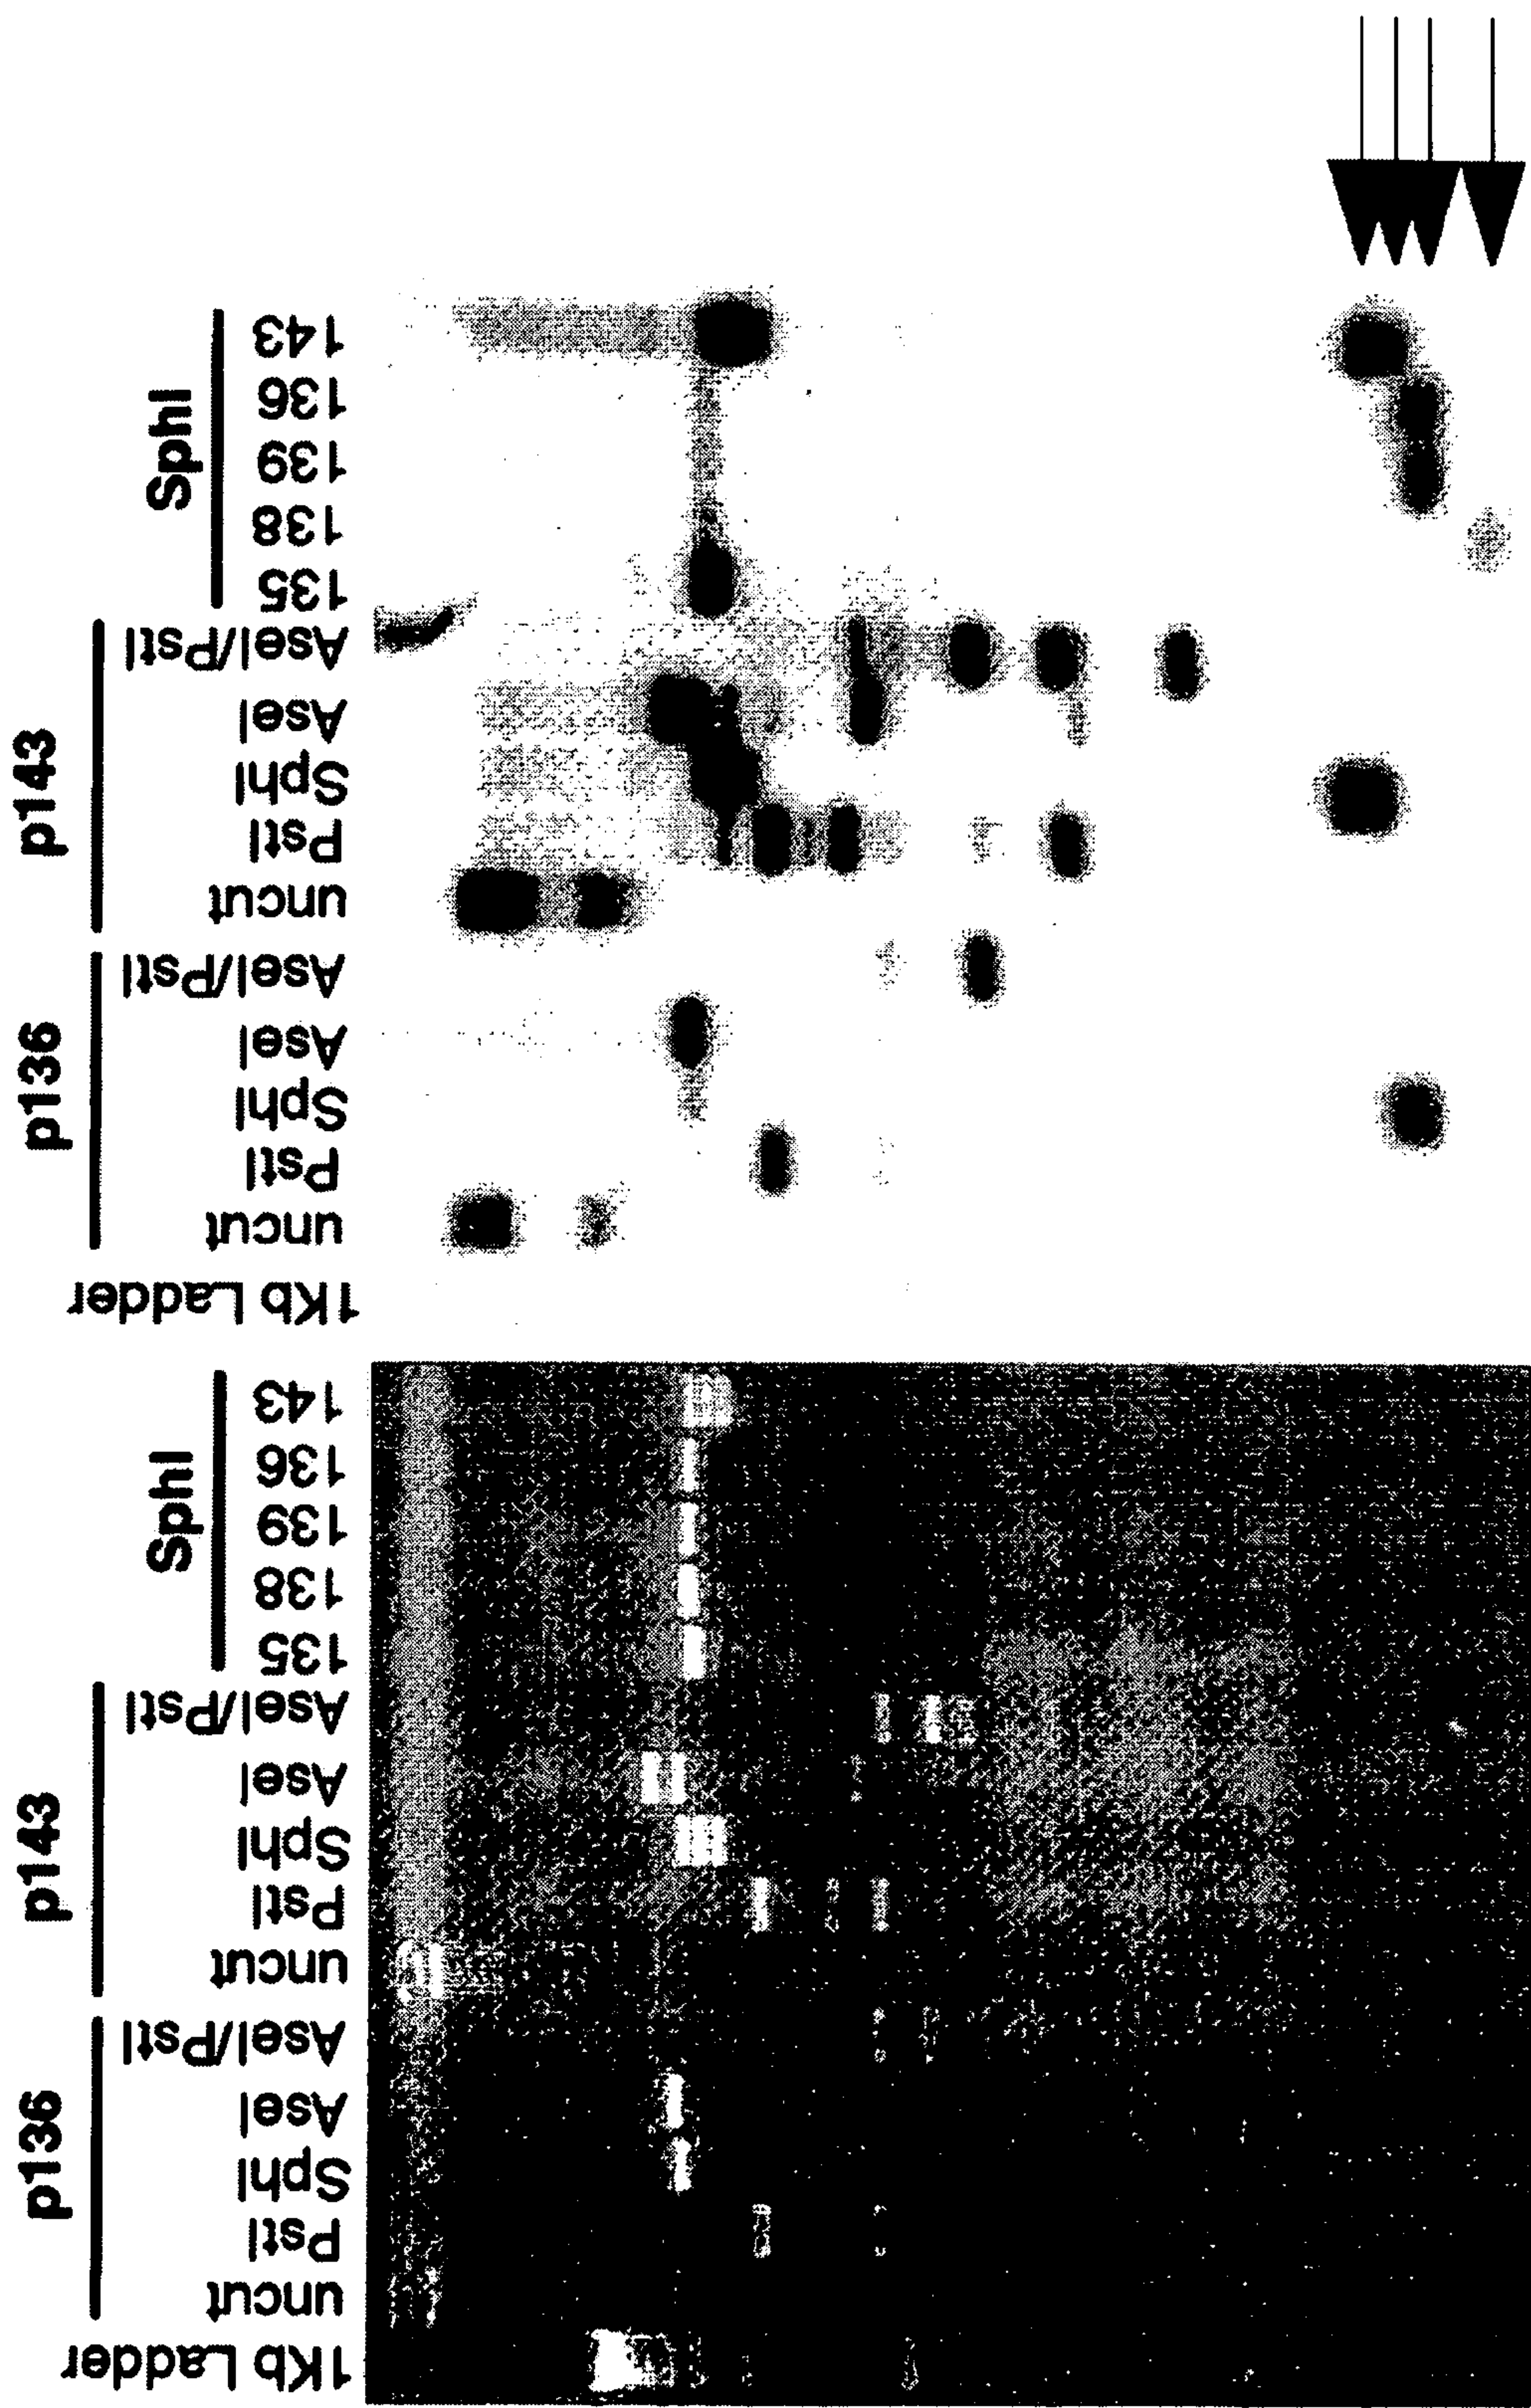 p136
p143
SphI
1Kb Ladder
uncut
PstI
SphI
AseI
AseI/PstI
uncut
PstI
SphI
AseI
AseI/PstI
135
138
139
136
143
p136
p143
SphI
1Kb Ladder
uncut
PstI
SphI
AseI
AseI/PstI
uncut
PstI
SphI
AseI
AseI/PstI
135
138
139
136
143